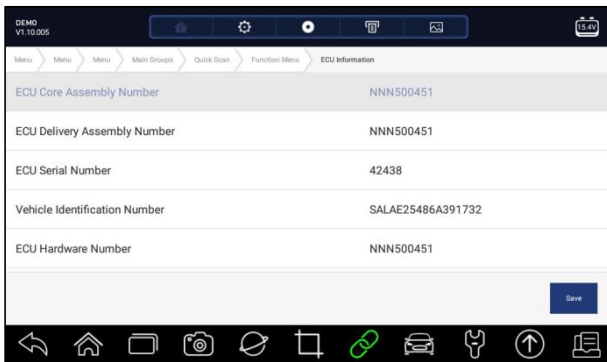 DEMO
V1.10.005
15.4V
Menu Menu Menu Main Groups Quick Scan Function Menu ECU Information
ECU Core Assembly Number NNN500451
ECU Delivery Assembly Number NNN500451
ECU Serial Number 42438
Vehicle Identification Number SALAE25486A391732
ECU Hardware Number NNN500451
Save